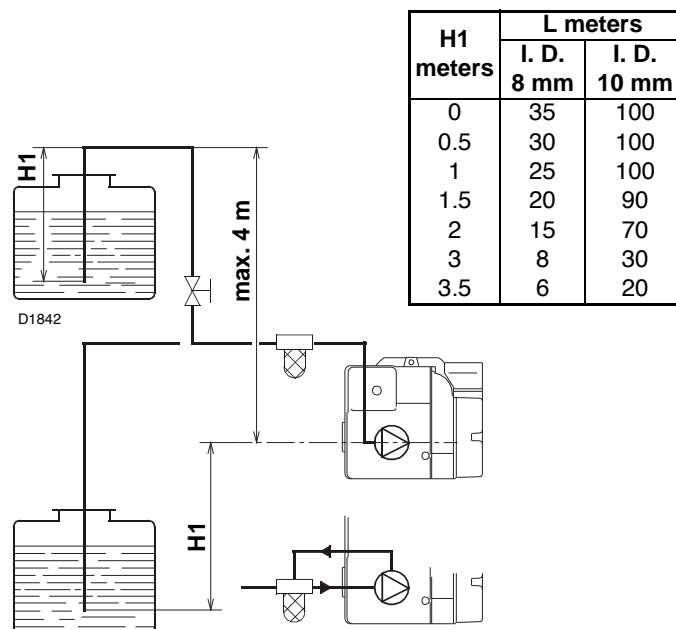 H1 meters L meters
I. D. 8 mm I. D. 10 mm
0 35 100
0.5 30 100
1 25 100
1.5 20 90
2 15 70
3 8 30
3.5 6 20
H1
max. 4 m
D1842
H1